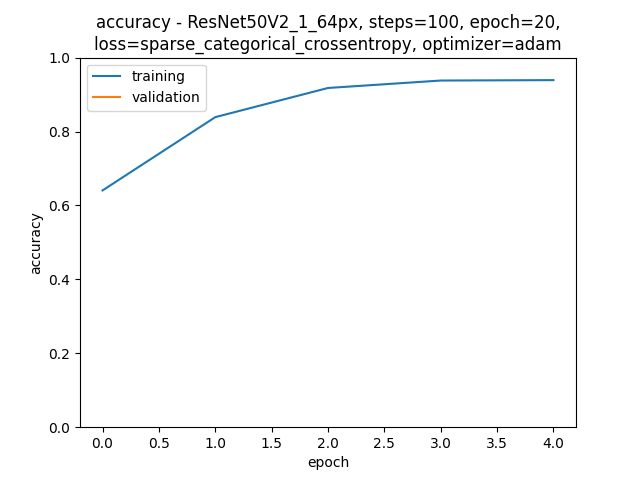 accuracy - ResNet50V2_1_64px, steps=100, epoch=20,
loss=sparse_categorical_crossentropy, optimizer=adam
training
validation
1.0
0.8
0.6
0.4
0.2
0.0
accuracy
0.0 0.5 1.0 1.5 2.0 2.5 3.0 3.5 4.0
epoch